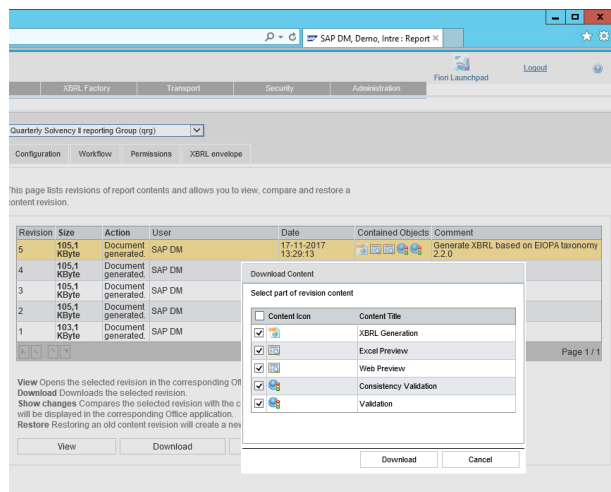 SAP DM, Demo, Intre : Report ×
Fiori Launchpad
Logout
XBRL Factory Transport Security Administration
Quarterly Solvency II reporting Group (qrg)
Configuration Workflow Permissions XBRL envelope
This page lists revisions of report contents and allows you to view, compare and restore a
content revision.
Revision Size Action User Date Contained Objects Comment
5 105,1 KByte Document generated. SAP DM 17-11-2017 13:29:13 Generate XBRL based on EIOPA taxonomy 2.2.0
4 105,1 KByte Document generated. SAP DM
3 105,1 KByte Document generated. SAP DM
2 105,1 KByte Document generated. SAP DM
1 103,1 KByte Document generated. SAP DM
Page 1 / 1
View Opens the selected revision in the corresponding Off
Download Downloads the selected revision.
Show changes Compares the selected revision with the c
will be displayed in the corresponding Office application.
Restore Restoring an old content revision will create a new
View Download
Download Content
Select part of revision content
Content Icon Content Title
XBRL Generation
Excel Preview
Web Preview
Consistency Validation
Validation
Download Cancel